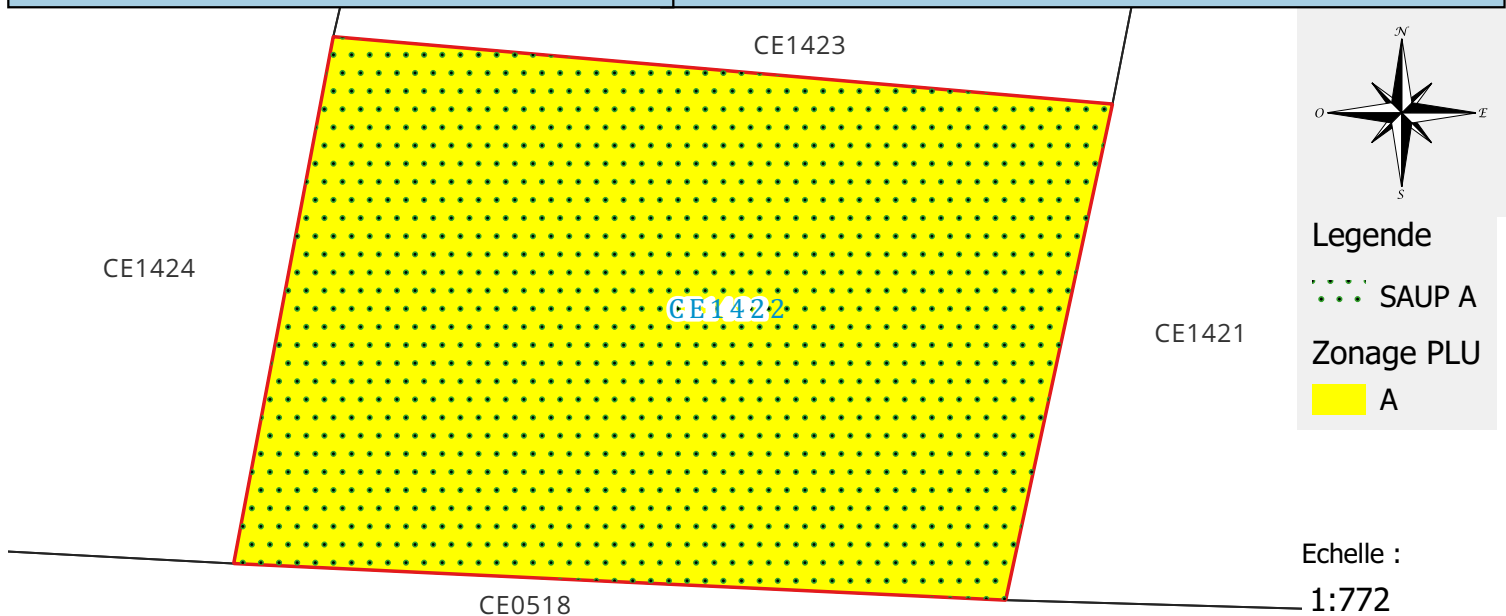 CE1423
N
O
E
S
Legende
SAUP A
Zonage PLU
A
CE1424
CE1422
CE1421
Echelle :
1:772
CE0518